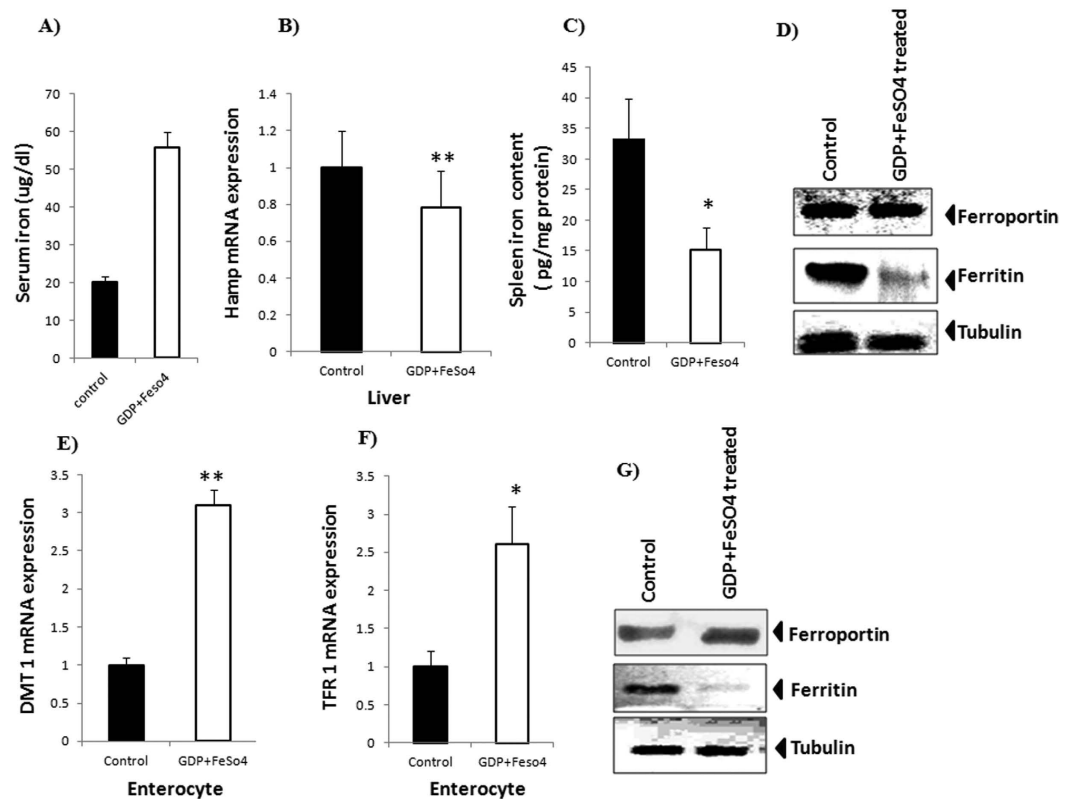 A)
Serum iron (ug/dl)
70
60
50
40
30
20
10
0
control
GDP+Feso4
B)
Hamp mRNA expression
1.4
1.2
1
0.8
0.6
0.4
0.2
0
**
Control
GDP+FeSo4
Liver
C)
Spleen iron content
( pg/mg protein)
45
40
35
30
25
20
15
10
5
0
*
Control
GDP+FeSo4
D)
Control
GDP+FeSO4 treated
Ferroportin
Ferritin
Tubulin
E)
DMT 1 mRNA expression
3.5
3
2.5
2
1.5
1
0.5
0
**
Control
GDP+FeSo4
Enterocyte
F)
TFR 1 mRNA expression
3.5
3
2.5
2
1.5
1
0.5
0
*
Control
GDP+FeSo4
Enterocyte
G)
Control
GDP+FeSO4 treated
Ferroportin
Ferritin
Tubulin